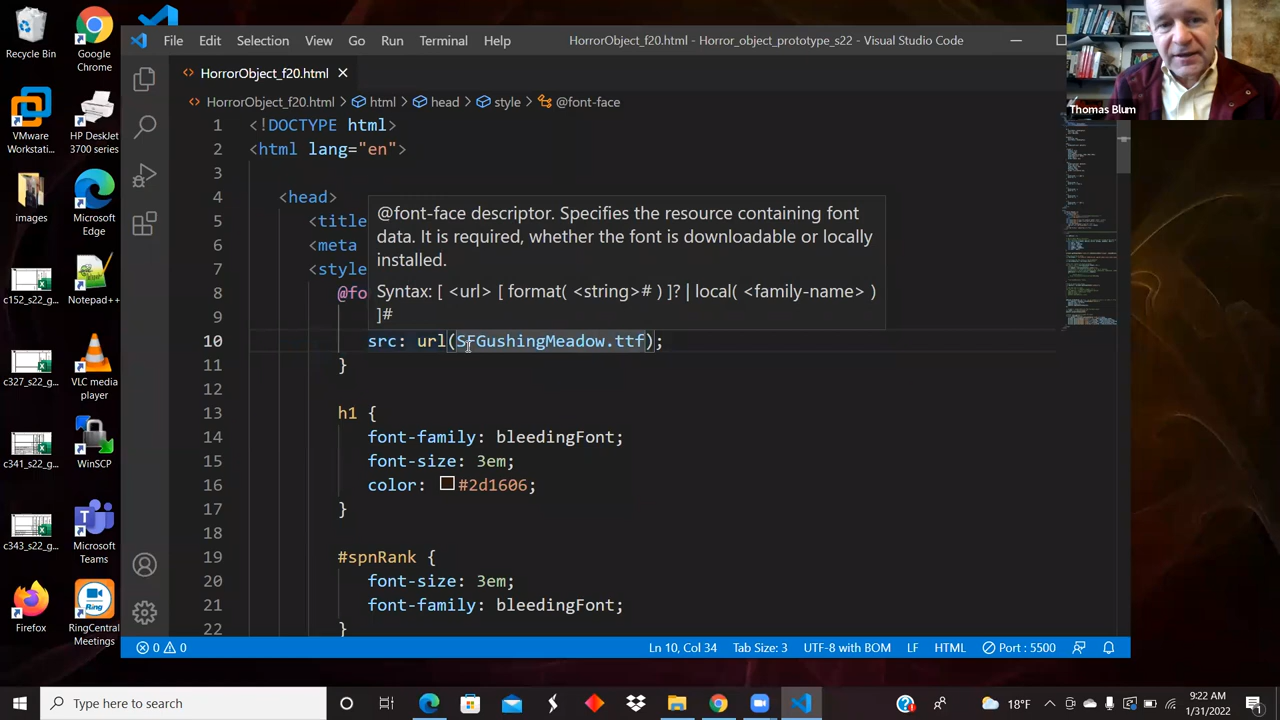 File Edit Selection View Go Run Terminal Help
HorrorObject_f20.html - Horror_object_prototype_s22 - Visual Studio Code
Thomas Blum
HorrorObject_f20.html
HorrorObject_f20.html > html > head > style > @font-face
1 <!DOCTYPE html>
2 <html lang="en">
3
4 <head>
5 <title
6 <meta
7 <style
8 @fo
9
10 src: url(SFGushingMeadow.ttf);
11 }
12
13 h1 {
14 font-family: bleedingFont;
15 font-size: 3em;
16 color: #2d1606;
17 }
18
19 #spnRank {
20 font-size: 3em;
21 font-family: bleedingFont;
22 }
@font-face descriptor. Specifies the resource containing font
data. It is required, whether the font is downloadable or locally
installed.
Syntax: [ <url> [ format( <string># ) ]? | local( <family-name> )
]#
Recycle Bin
Google
Chrome
VMware
Workstati...
HP Deskjet
3700 series
images
Microsoft
Edge
c152_s22_g...
Notepad++
c327_s22_g...
VLC media
player
c341_s22_g...
WinSCP
c343_s22_g...
Microsoft
Teams
Firefox
Ring
RingCentral
Meetings
0 0
Ln 10, Col 34 Tab Size: 3 UTF-8 with BOM LF HTML Port : 5500
Type here to search
18°F
9:22 AM
1/31/2022